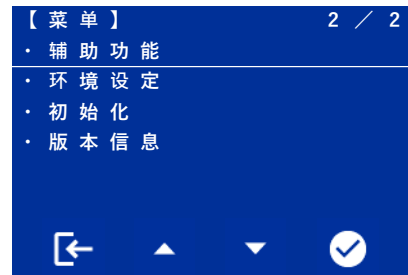 【菜单】 2／2
・辅助功能
・环境设定
・初始化
・版本信息